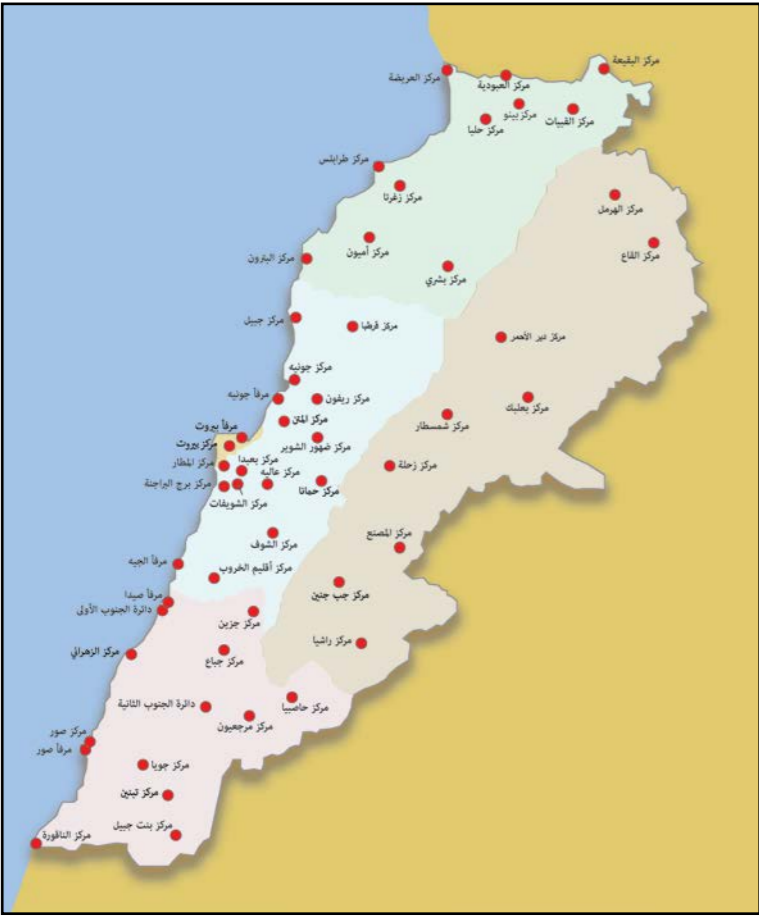 مركز البقيعة
مركز العريضة
مركز العبودية
مركز بينو
مركز القبيات
مركز حلبا
مركز طرابلس
مركز زغرتا
مركز الهرمل
مركز أميون
مركز القاع
مركز البترون
مركز بشري
مركز جبيل
مركز قرطبا
مركز دير الأحمر
مركز جونيه
مرفأ جونيه
مركز ريفون
مركز بعلبك
مركز المتن
مركز شمسطار
مرفأ بيروت
مركز بيروت
مركز ضهور الشوير
مركز بعبدا
مركز المطار
مركز عاليه
مركز زحلة
مركز برج البراجنة
مركز حمانا
مركز الشويفات
مركز المصنع
مركز الشوف
مرفأ الجيه
مركز أقليم الخروب
مركز جب جنين
مرفأ صيدا
دائرة الجنوب الأولى
مركز جزين
مركز راشيا
مركز الزهراني
مركز جباع
مركز حاصبيا
دائرة الجنوب الثانية
مركز مرجعيون
مركز صور
مرفأ صور
مركز جويا
مركز تبنين
مركز بنت جبيل
مركز الناقورة